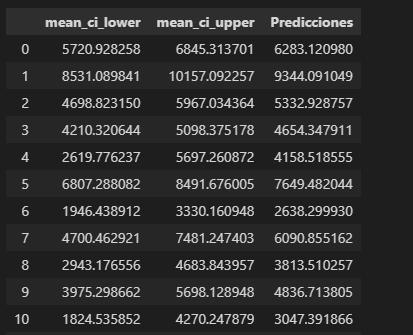 mean_ci_lower mean_ci_upper Predicciones
0 5720.928258 6845.313701 6283.120980
1 8531.089841 10157.092257 9344.091049
2 4698.823150 5967.034364 5332.928757
3 4210.320644 5098.375178 4654.347911
4 2619.776237 5697.260872 4158.518555
5 6807.288082 8491.676005 7649.482044
6 1946.438912 3330.160948 2638.299930
7 4700.462921 7481.247403 6090.855162
8 2943.176556 4683.843957 3813.510257
9 3975.298662 5698.128948 4836.713805
10 1824.535852 4270.247879 3047.391866